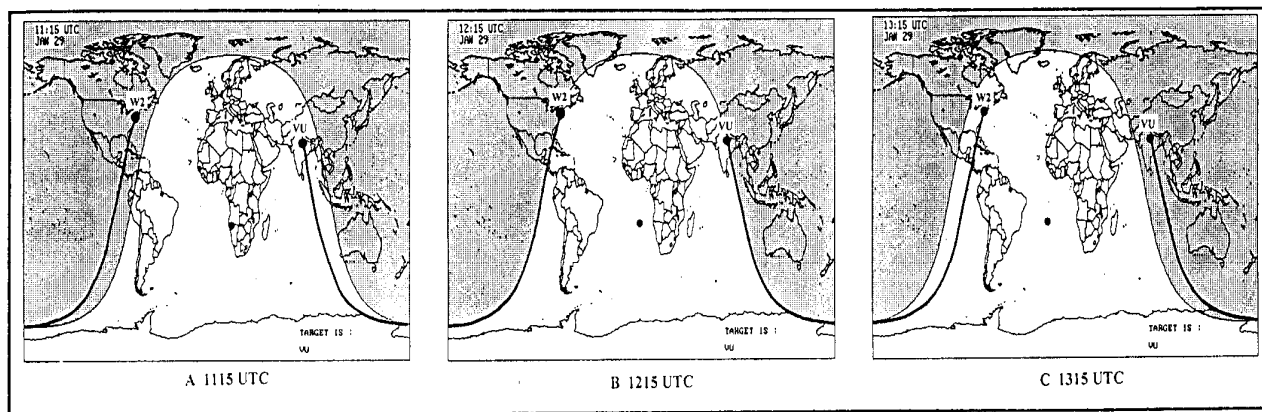 11:15 UTC
JAN 29
W2
VU
TARGET IS :
VU
A 1115 UTC
12:15 UTC
JAN 29
W2
VU
TARGET IS :
VU
B 1215 UTC
13:15 UTC
JAN 29
W2
VU
TARGET IS :
VU
C 1315 UTC